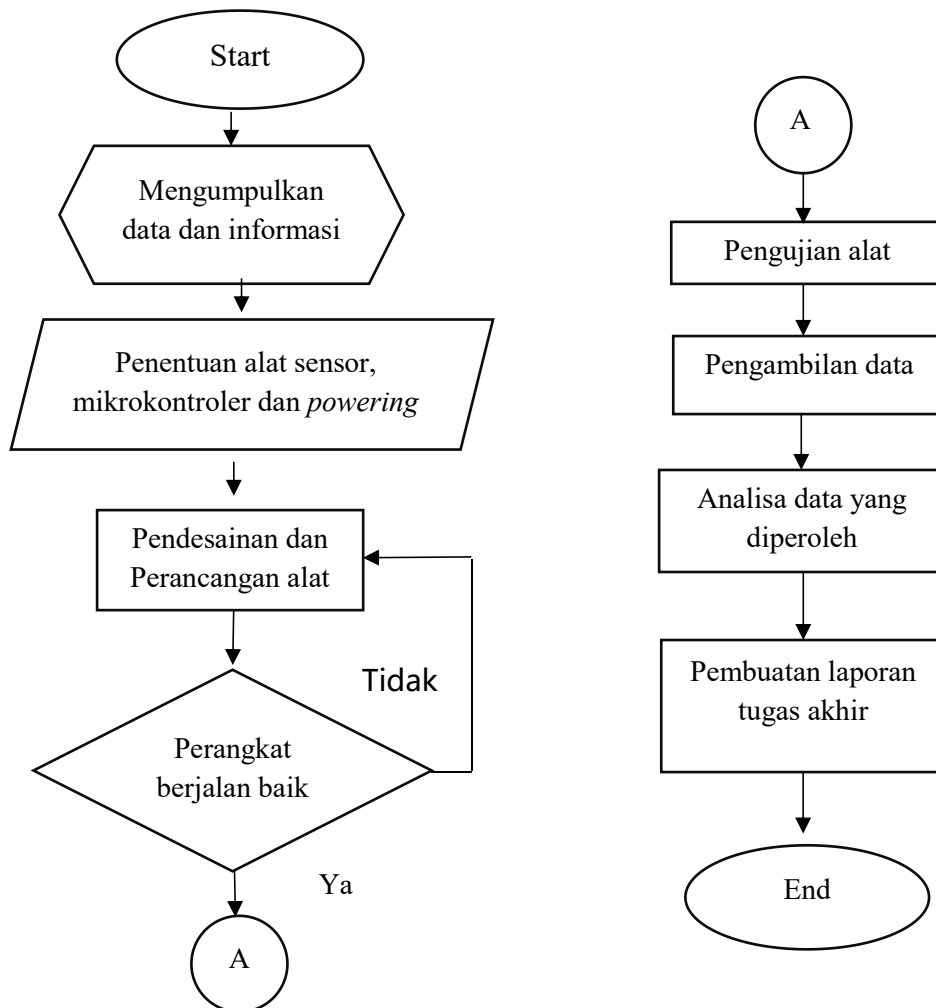 Start
Mengumpulkan
data dan informasi
Penentuan alat sensor,
mikrokontroler dan powering
Pendesainan dan
Perancangan alat
Tidak
Perangkat
berjalan baik
Ya
A
A
Pengujian alat
Pengambilan data
Analisa data yang
diperoleh
Pembuatan laporan
tugas akhir
End